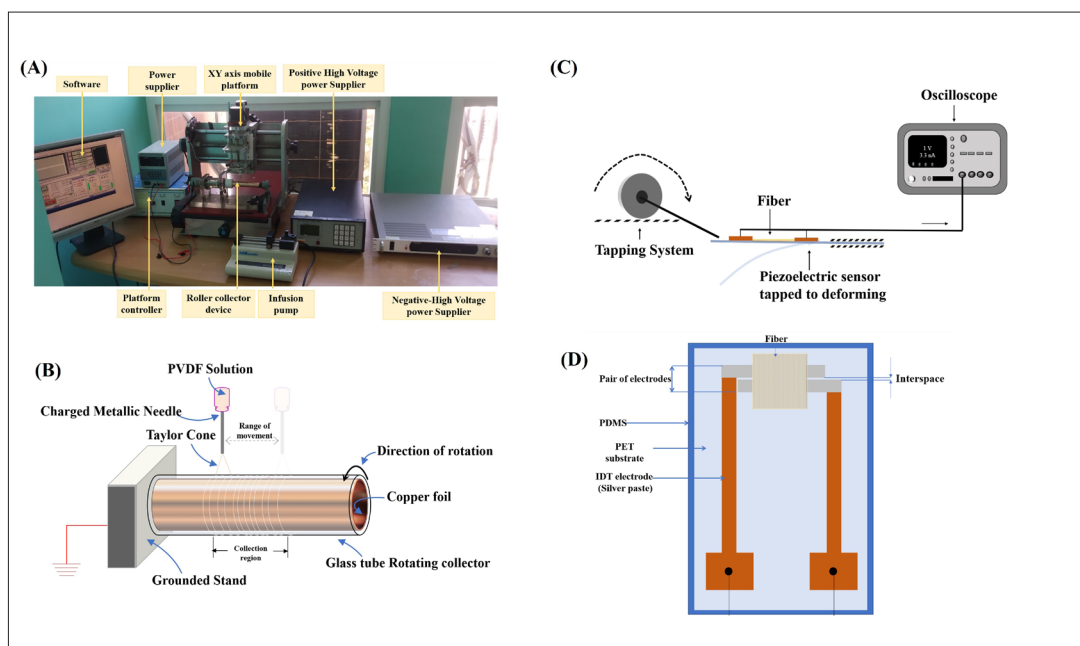 (A)
Software
Power
supplier
XY axis mobile
platform
Positive High Voltage
power Supplier
Platform
controller
Roller collector
device
Infusion
pump
Negative-High Voltage
power Supplier
(B)
PVDF Solution
Charged Metallic Needle
Range of
movement
Taylor Cone
Direction of rotation
Copper foil
Collection
region
Glass tube Rotating collector
Grounded Stand
(C)
Oscilloscope
1 V
3.3 uA
Fiber
Tapping System
Piezoelectric sensor
tapped to deforming
(D)
Fiber
Pair of electrodes
Interspace
PDMS
PET
substrate
IDT electrode
(Silver paste)